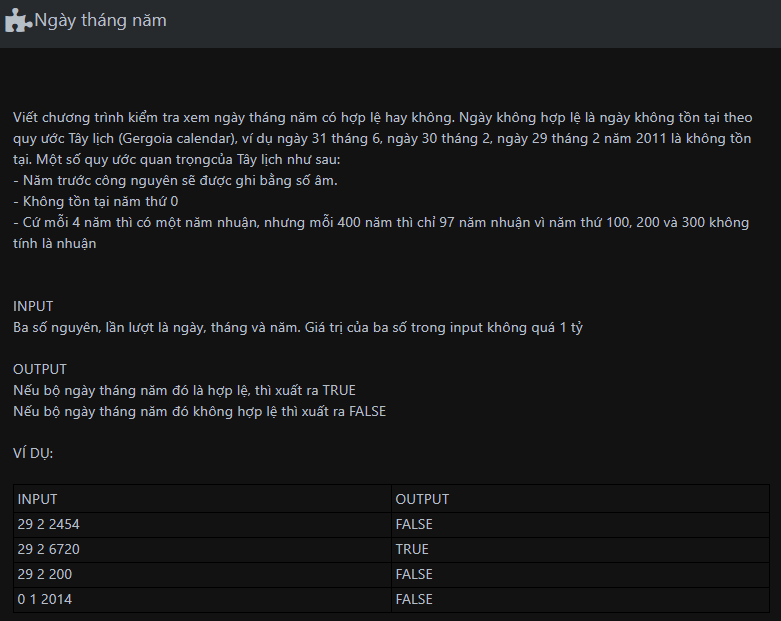 Ngày tháng năm
Viết chương trình kiểm tra xem ngày tháng năm có hợp lệ hay không. Ngày không hợp lệ là ngày không tồn tại theo
quy ước Tây lịch (Gergoia calendar), ví dụ ngày 31 tháng 6, ngày 30 tháng 2, ngày 29 tháng 2 năm 2011 là không tồn
tại. Một số quy ước quan trọngcủa Tây lịch như sau:
- Năm trước công nguyên sẽ được ghi bằng số âm.
- Không tồn tại năm thứ 0
- Cứ mỗi 4 năm thì có một năm nhuận, nhưng mỗi 400 năm thì chỉ 97 năm nhuận vì năm thứ 100, 200 và 300 không
tính là nhuận
INPUT
Ba số nguyên, lần lượt là ngày, tháng và năm. Giá trị của ba số trong input không quá 1 tỷ
OUTPUT
Nếu bộ ngày tháng năm đó là hợp lệ, thì xuất ra TRUE
Nếu bộ ngày tháng năm đó không hợp lệ thì xuất ra FALSE
VÍ DỤ:
INPUT OUTPUT
29 2 2454 FALSE
29 2 6720 TRUE
29 2 200 FALSE
0 1 2014 FALSE